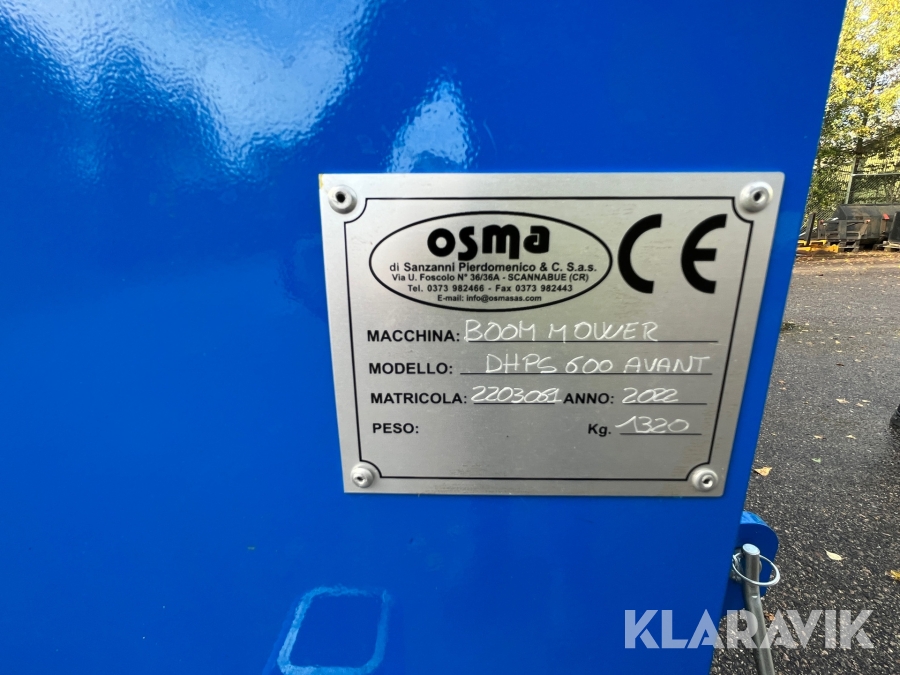 osma
di Sanzanni Pierdomenico & C. S.a.s.
Via U. Foscolo N° 36/36A - SCANNABUE (CR)
Tel. 0373 982466 - Fax 0373 982443
E-mail: info@osmasas.com
CE
MACCHINA: BOOM MOWER
MODELLO: DHPS 600 AVANT
MATRICOLA: 2203061 ANNO: 2022
PESO: Kg. 1320
KLARAVIK